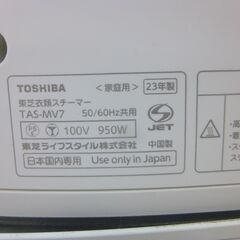 TOSHIBA
<家庭用>
23年製
東芝衣類スチーマー
TAS-MV7 50/60Hz共用
PS E 100V 950W
S JET
東芝ライフスタイル株式会社 中国製
日本国内専用 Use only in Japan